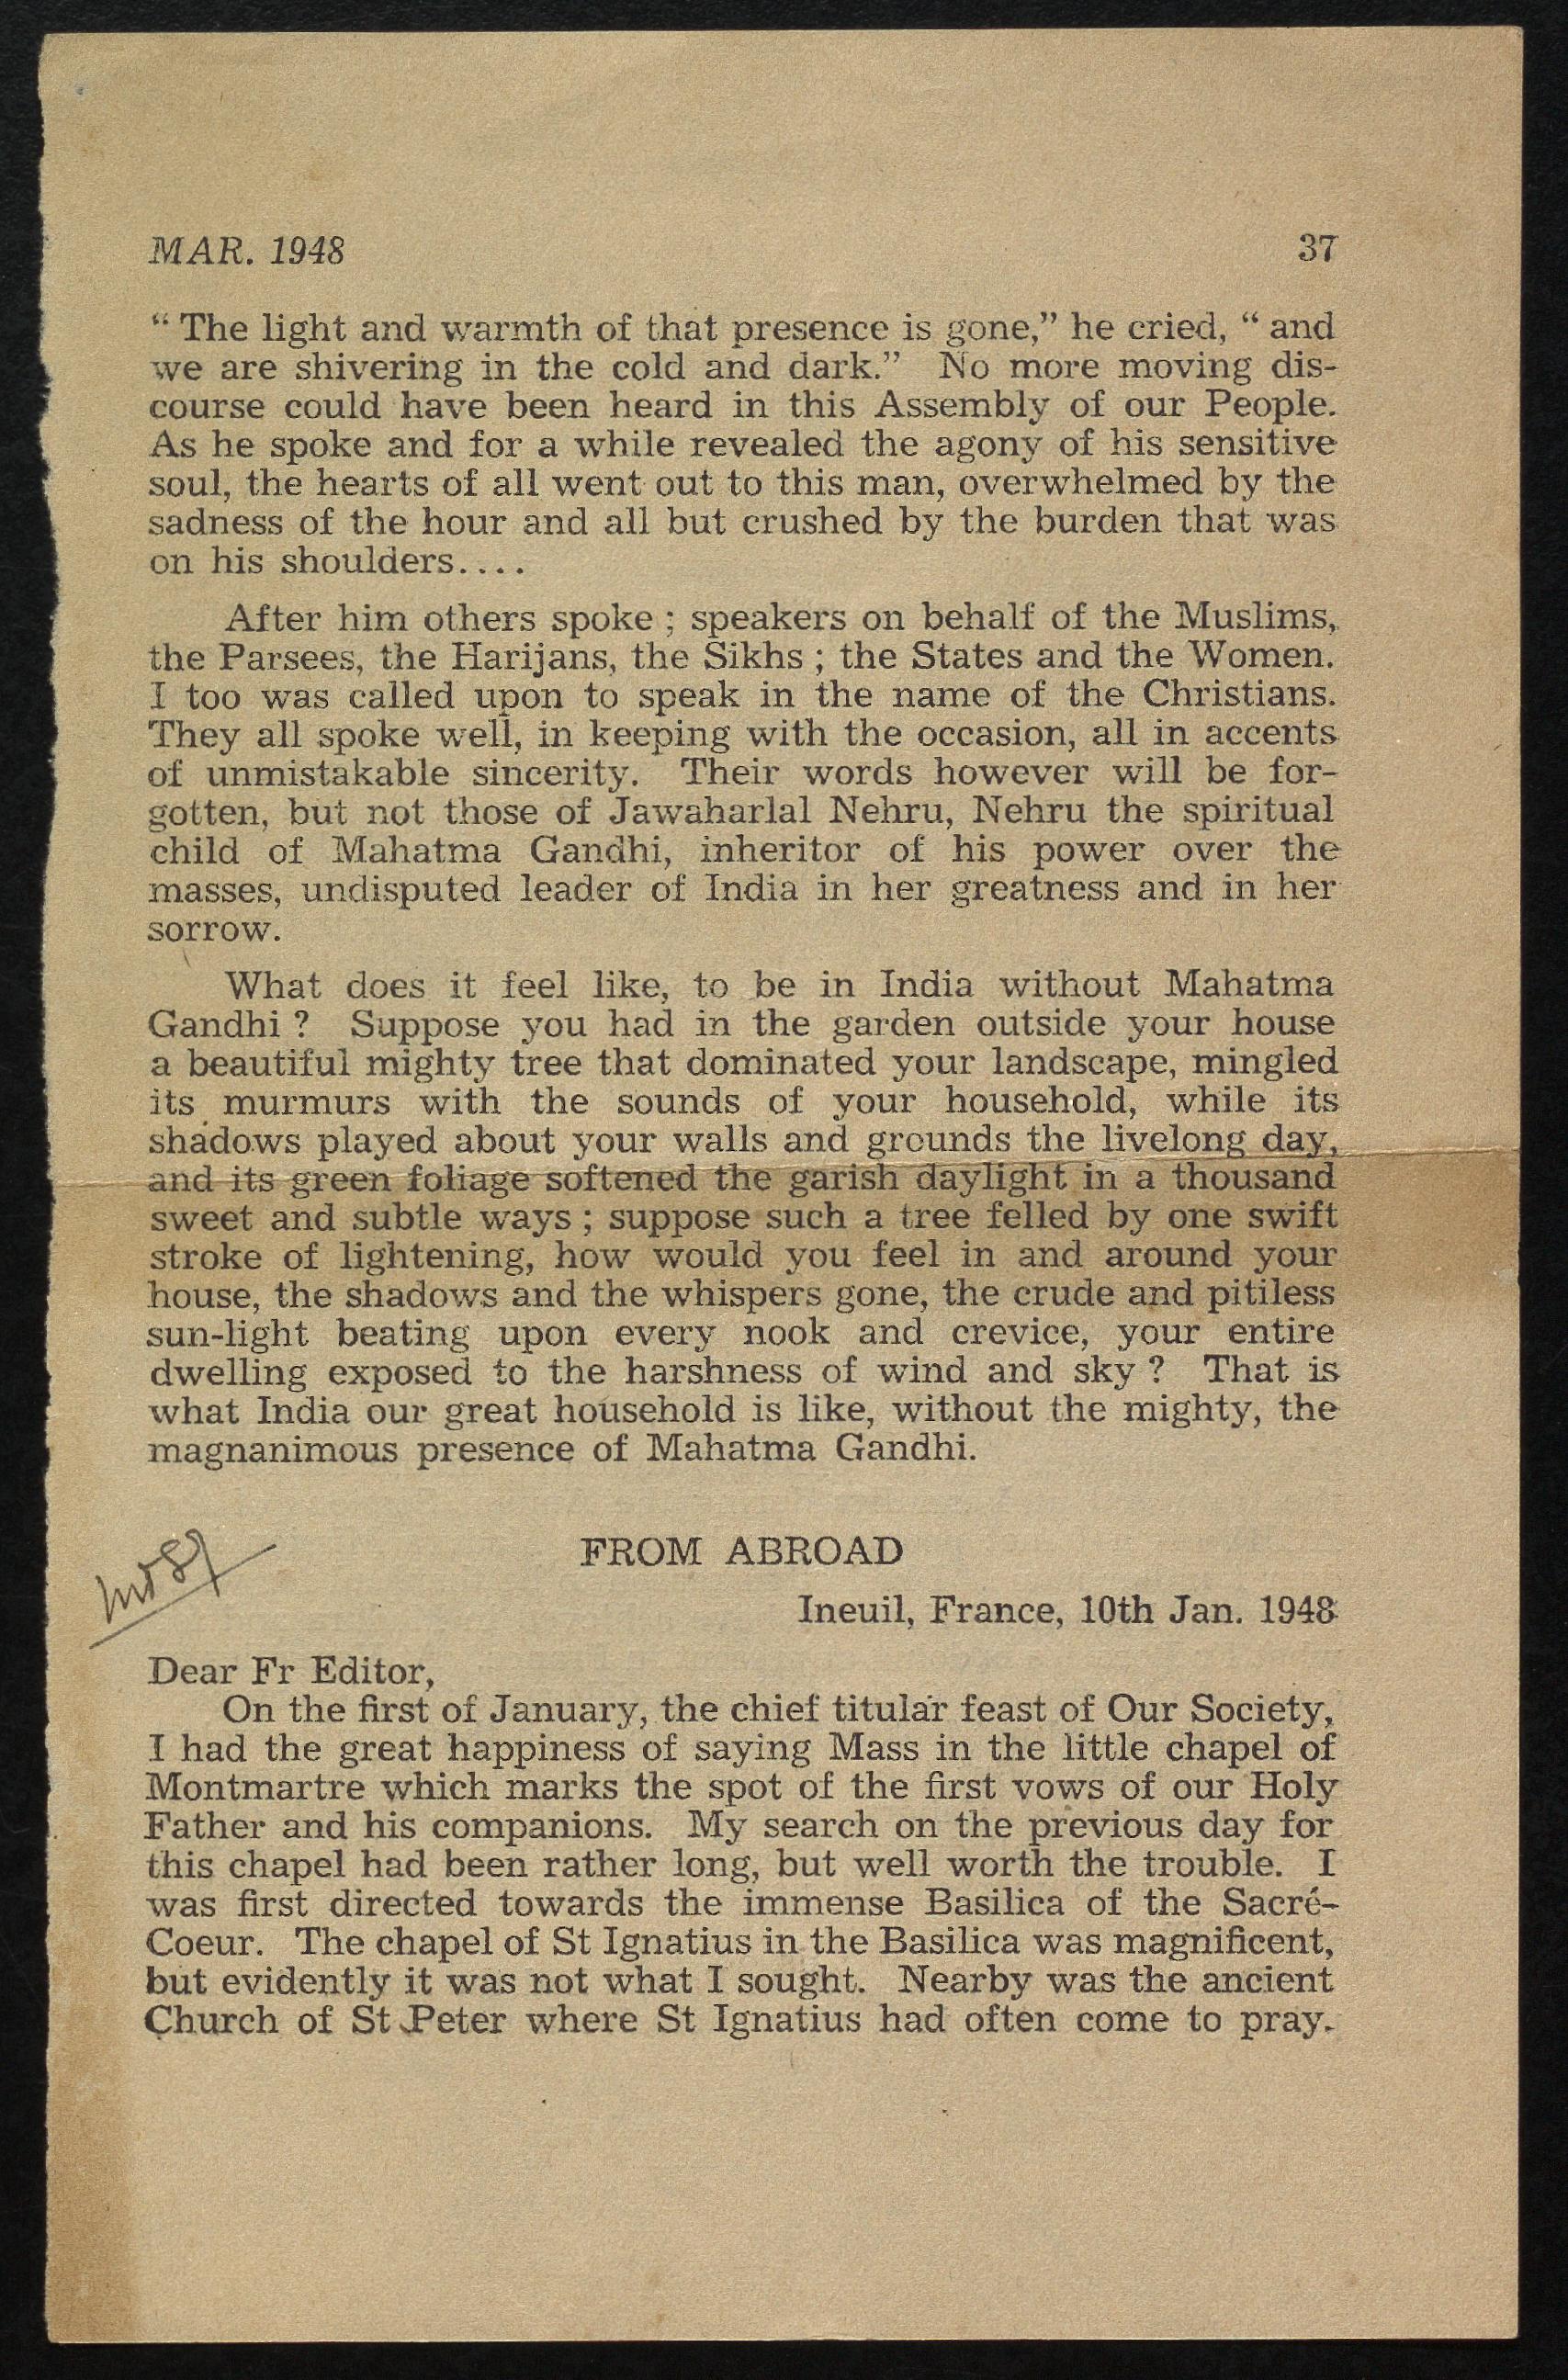 MAR. 1948 37
“ The light and warmth of that presence is gone,” he cried, “ and
we are shivering in the cold and dark.” No more moving dis-
course could have been heard in this Assembly of our People.
As he spoke and for a while revealed the agony of his sensitive
soul, the hearts of all went out to this man, overwhelmed by the
sadness of the hour and all but crushed by the burden that was
on his shoulders....
After him others spoke ; speakers on behalf of the Muslims,
the Parsees, the Harijans, the Sikhs ; the States and the Women.
I too was called upon to speak in the name of the Christians.
They all spoke well, in keeping with the occasion, all in accents
of unmistakable sincerity. Their words however will be for-
gotten, but not those of Jawaharlal Nehru, Nehru the spiritual
child of Mahatma Gandhi, inheritor of his power over the
masses, undisputed leader of India in her greatness and in her
sorrow.
What does it feel like, to be in India without Mahatma
Gandhi ? Suppose you had in the garden outside your house
a beautiful mighty tree that dominated your landscape, mingled
its murmurs with the sounds of your household, while its
shadows played about your walls and grounds the livelong day,
and its green foliage softened the garish daylight in a thousand
sweet and subtle ways ; suppose such a tree felled by one swift
stroke of lightening, how would you feel in and around your
house, the shadows and the whispers gone, the crude and pitiless
sun-light beating upon every nook and crevice, your entire
dwelling exposed to the harshness of wind and sky ? That is
what India our great household is like, without the mighty, the
magnanimous presence of Mahatma Gandhi.
FROM ABROAD
Ineuil, France, 10th Jan. 1948
Dear Fr Editor,
On the first of January, the chief titular feast of Our Society,
I had the great happiness of saying Mass in the little chapel of
Montmartre which marks the spot of the first vows of our Holy
Father and his companions. My search on the previous day for
this chapel had been rather long, but well worth the trouble. I
was first directed towards the immense Basilica of the Sacré-
Coeur. The chapel of St Ignatius in the Basilica was magnificent,
but evidently it was not what I sought. Nearby was the ancient
Church of St Peter where St Ignatius had often come to pray.